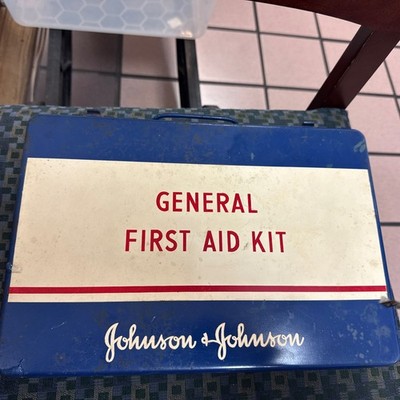 GENERAL
FIRST AID KIT
Johnson & Johnson